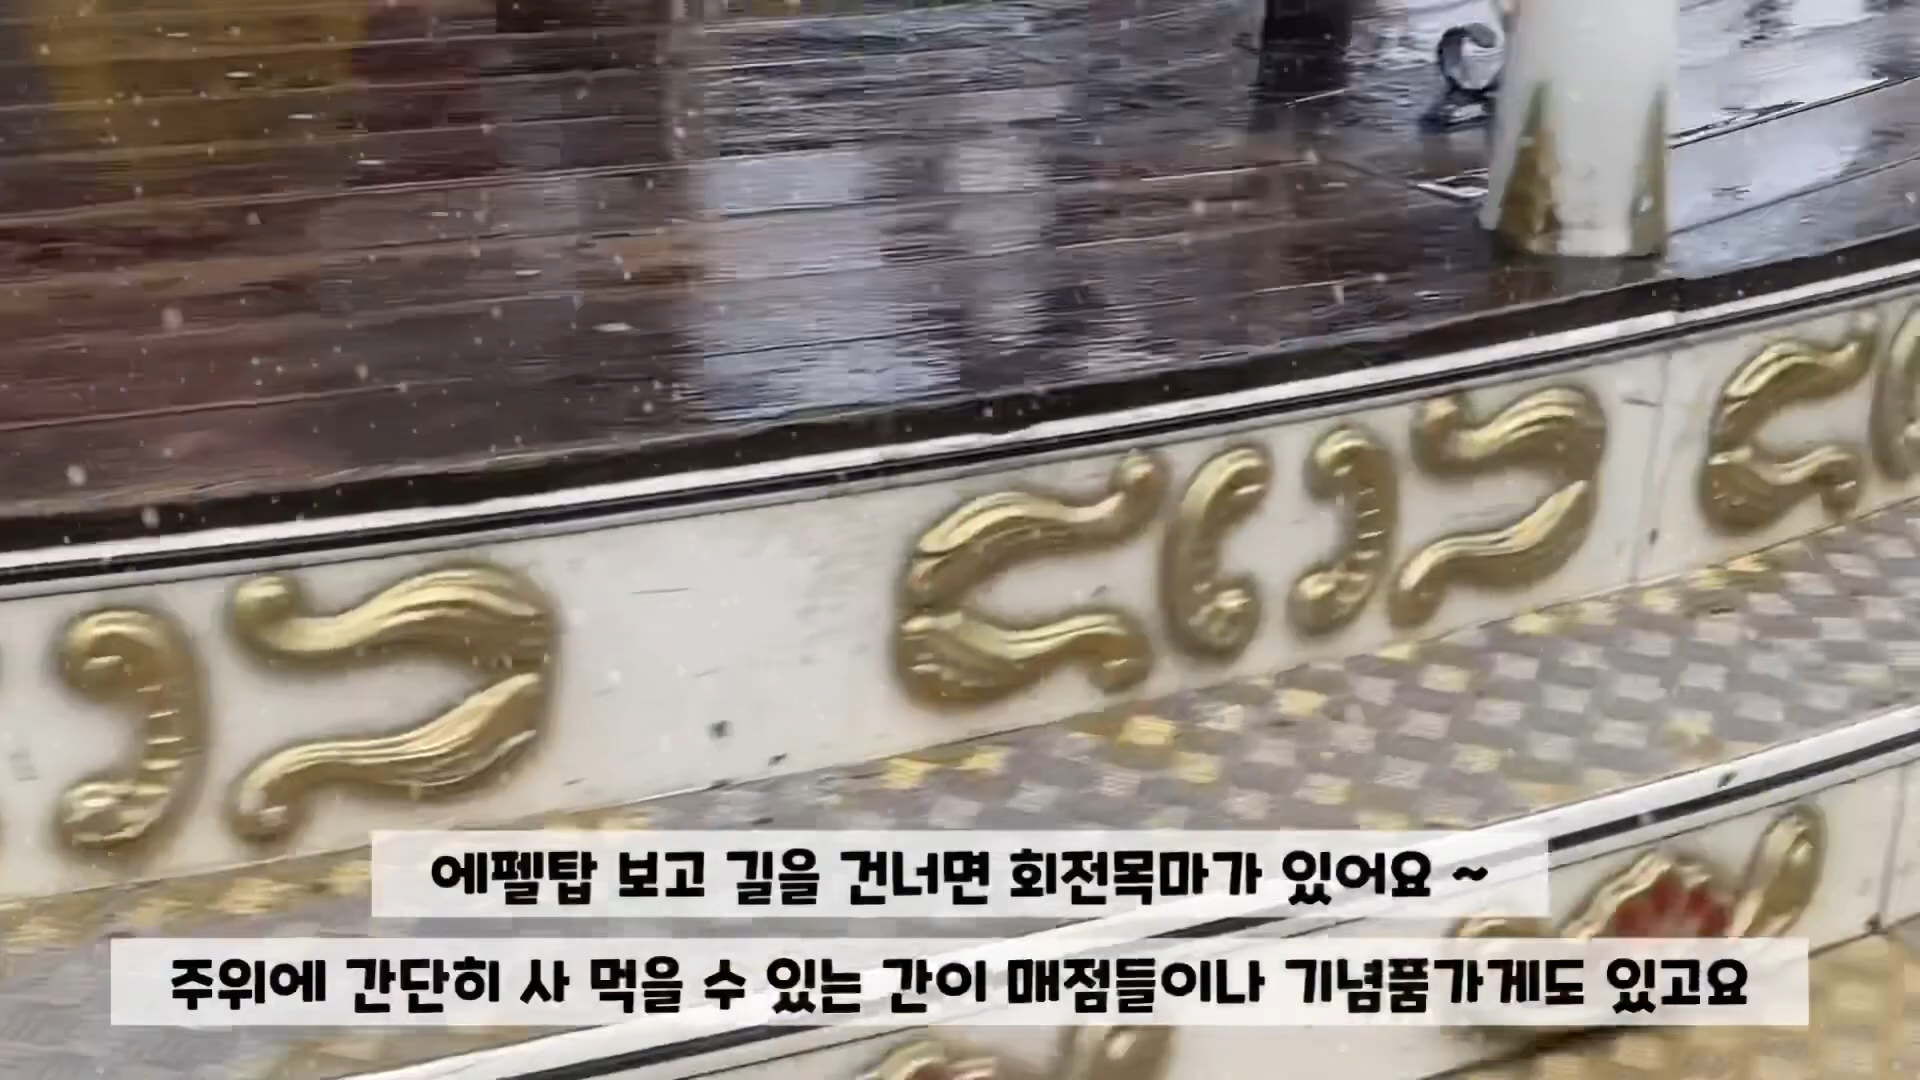 에펠탑 보고 길을 건너면 회전목마가 있어요 ~
주위에 간단히 사 먹을 수 있는 간이 매점들이나 기념품가게도 있고요